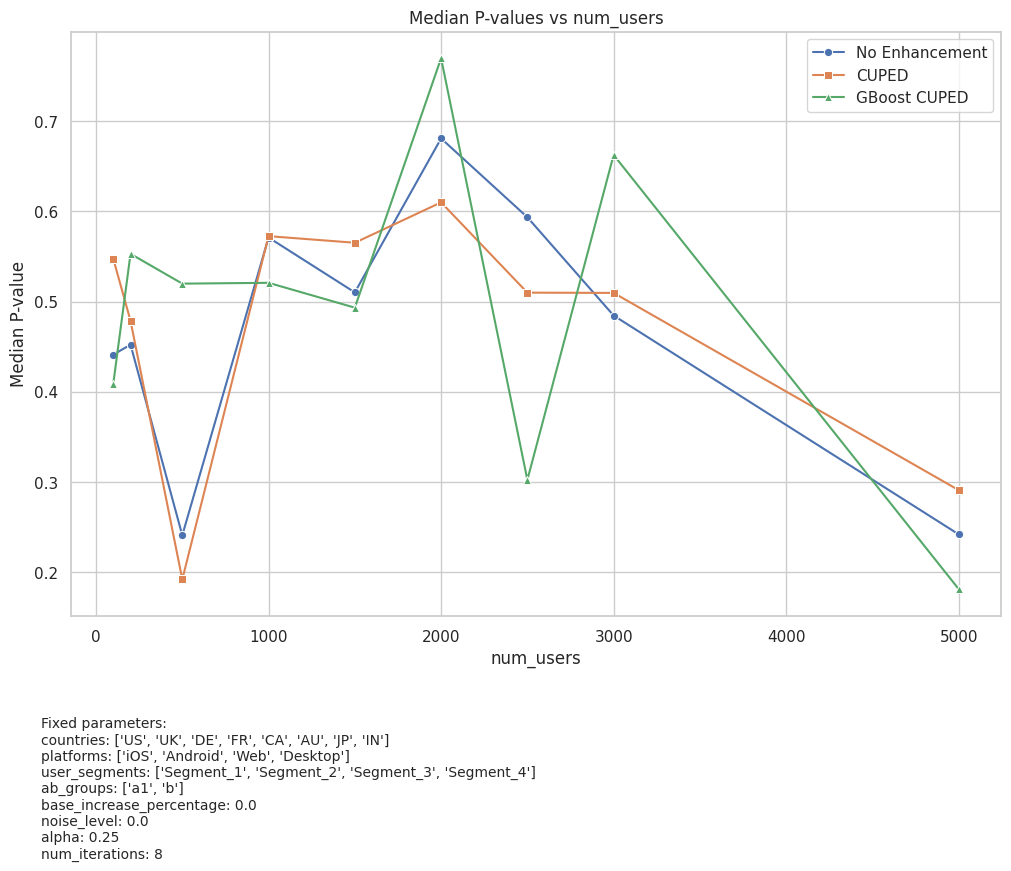 Median P-values vs num_users
No Enhancement
CUPED
GBoost CUPED
Median P-value
0.7
0.6
0.5
0.4
0.3
0.2
0
1000
2000
3000
4000
5000
num_users
Fixed parameters:
countries: ['US', 'UK', 'DE', 'FR', 'CA', 'AU', 'JP', 'IN']
platforms: ['iOS', 'Android', 'Web', 'Desktop']
user_segments: ['Segment_1', 'Segment_2', 'Segment_3', 'Segment_4']
ab_groups: ['a1', 'b']
base_increase_percentage: 0.0
noise_level: 0.0
alpha: 0.25
num_iterations: 8